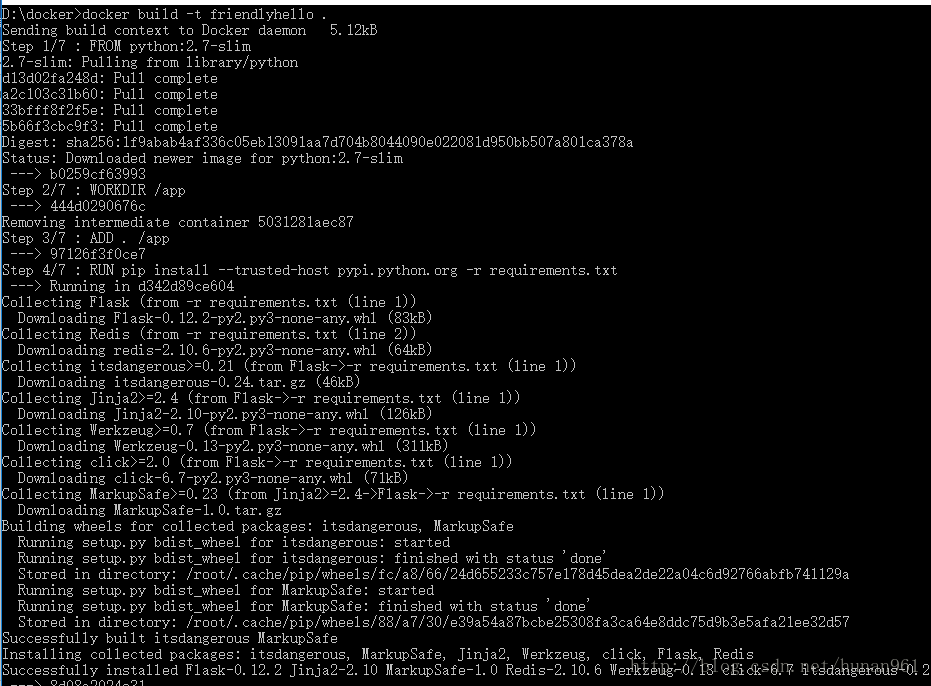 D:\docker>docker build -t friendlyhello .
Sending build context to Docker daemon   5.12kB
Step 1/7 : FROM python:2.7-slim
2.7-slim: Pulling from library/python
d13d02fa248d: Pull complete
a2c103c31b60: Pull complete
33bfff8f2f5e: Pull complete
5b66f3cbc9f3: Pull complete
Digest: sha256:1f9abab4af336c05eb13091aa7d704b8044090e022081d950bb507a801ca378a
Status: Downloaded newer image for python:2.7-slim
 ---> b0259cf63993
Step 2/7 : WORKDIR /app
 ---> 444d0290676c
Removing intermediate container 5031281aec87
Step 3/7 : ADD . /app
 ---> 97126f3f0ce7
Step 4/7 : RUN pip install --trusted-host pypi.python.org -r requirements.txt
 ---> Running in d342d89ce604
Collecting Flask (from -r requirements.txt (line 1))
  Downloading Flask-0.12.2-py2.py3-none-any.whl (83kB)
Collecting Redis (from -r requirements.txt (line 2))
  Downloading redis-2.10.6-py2.py3-none-any.whl (64kB)
Collecting itsdangerous>=0.21 (from Flask->-r requirements.txt (line 1))
  Downloading itsdangerous-0.24.tar.gz (46kB)
Collecting Jinja2>=2.4 (from Flask->-r requirements.txt (line 1))
  Downloading Jinja2-2.10-py2.py3-none-any.whl (126kB)
Collecting Werkzeug>=0.7 (from Flask->-r requirements.txt (line 1))
  Downloading Werkzeug-0.13-py2.py3-none-any.whl (311kB)
Collecting click>=2.0 (from Flask->-r requirements.txt (line 1))
  Downloading click-6.7-py2.py3-none-any.whl (71kB)
Collecting MarkupSafe>=0.23 (from Jinja2>=2.4->Flask->-r requirements.txt (line 1))
  Downloading MarkupSafe-1.0.tar.gz
Building wheels for collected packages: itsdangerous, MarkupSafe
  Running setup.py bdist_wheel for itsdangerous: started
  Running setup.py bdist_wheel for itsdangerous: finished with status 'done'
  Stored in directory: /root/.cache/pip/wheels/fc/a8/66/24d655233c757e178d45dea2de22a04c6d92766abfb741129a
  Running setup.py bdist_wheel for MarkupSafe: started
  Running setup.py bdist_wheel for MarkupSafe: finished with status 'done'
  Stored in directory: /root/.cache/pip/wheels/88/a7/30/e39a54a87bcbe25308fa3ca64e8ddc75d9b3e5afa21ee32d57
Successfully built itsdangerous MarkupSafe
Installing collected packages: itsdangerous, MarkupSafe, Jinja2, Werkzeug, click, Flask, Redis
Successfully installed Flask-0.12.2 Jinja2-2.10 MarkupSafe-1.0 Redis-2.10.6 Werkzeug-0.13 click-6.7 itsdangerous-0.2